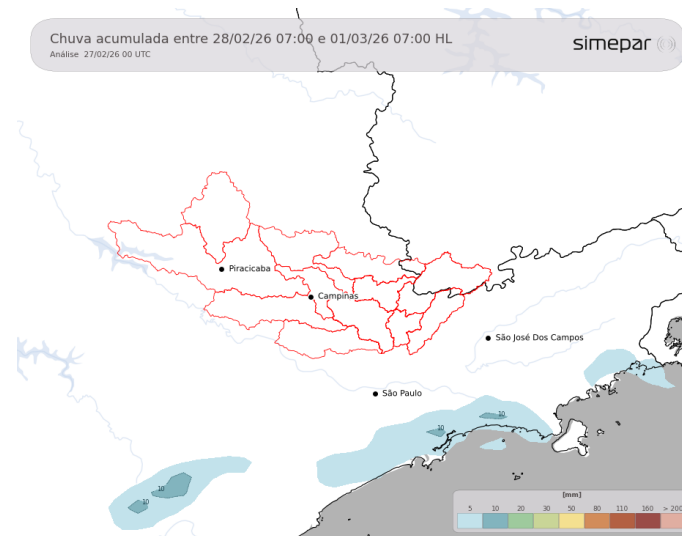 Chuva acumulada entre 28/02/26 07:00 e 01/03/26 07:00 HL
simepar
Análise 27/02/26 00 UTC
Piracicaba
Campinas
São José Dos Campos
São Paulo
10
10
10
10
[mm]
5 10 20 30 50 80 110 160 > 200